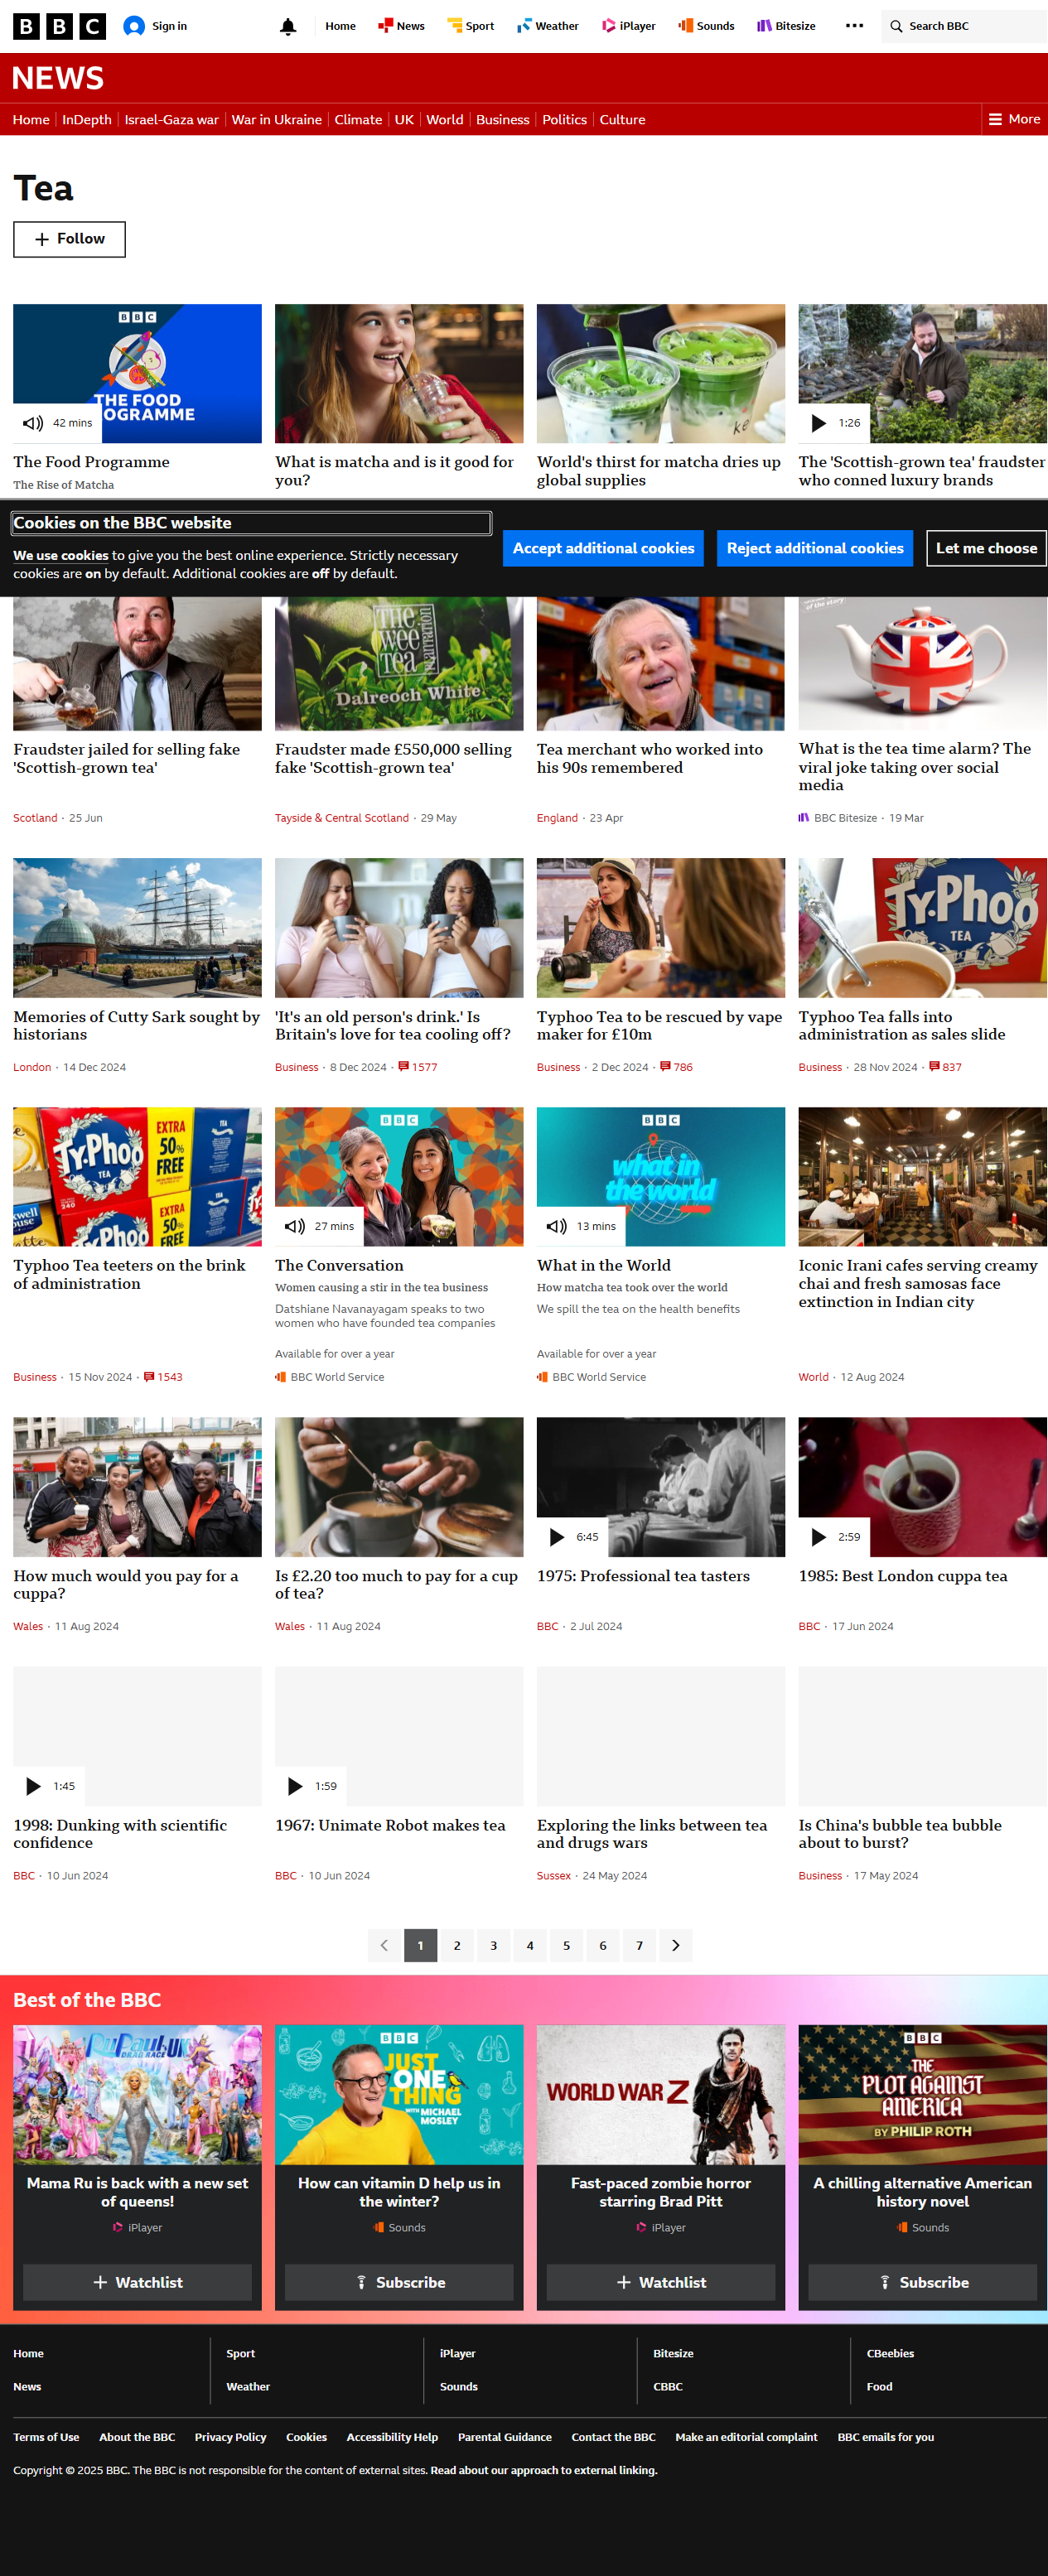 BBC
Sign in
Home
News
Sport
Weather
iPlayer
Sounds
Bitesize
Search BBC
NEWS
Home
InDepth
Israel-Gaza war
War in Ukraine
Climate
UK
World
Business
Politics
Culture
More
Tea
Follow
BBC
THE FOOD
OGRAMME
42 mins
The Food Programme
The Rise of Matcha
What is matcha and is it good for
you?
World's thirst for matcha dries up
global supplies
1:26
The 'Scottish-grown tea' fraudster
who conned luxury brands
Cookies on the BBC website
We use cookies to give you the best online experience. Strictly necessary
cookies are on by default. Additional cookies are off by default.
Accept additional cookies
Reject additional cookies
Let me choose
Fraudster jailed for selling fake
'Scottish-grown tea'
Scotland · 25 Jun
THE
WEE
TEA
Dalreoch White
Fraudster made £550,000 selling
fake 'Scottish-grown tea'
Tayside & Central Scotland · 29 May
Tea merchant who worked into
his 90s remembered
England · 23 Apr
of the story.
What is the tea time alarm? The
viral joke taking over social
media
BBC Bitesize · 19 Mar
Memories of Cutty Sark sought by
historians
London · 14 Dec 2024
'It's an old person's drink.' Is
Britain's love for tea cooling off?
Business · 8 Dec 2024 · 1577
Typhoo Tea to be rescued by vape
maker for £10m
Business · 2 Dec 2024 · 786
Ty·Phoo
TEA
Typhoo Tea falls into
administration as sales slide
Business · 28 Nov 2024 · 837
Ty·Phoo
TEA
EXTRA
50%
FREE
TEA
240
EXTRA
50%
FREE
Typhoo Tea teeters on the brink
of administration
Business · 15 Nov 2024 · 1543
BBC
27 mins
The Conversation
Women causing a stir in the tea business
Datshiane Navanayagam speaks to two
women who have founded tea companies
Available for over a year
BBC World Service
BBC
what in
the world
13 mins
What in the World
How matcha tea took over the world
We spill the tea on the health benefits
Available for over a year
BBC World Service
Iconic Irani cafes serving creamy
chai and fresh samosas face
extinction in Indian city
World · 12 Aug 2024
How much would you pay for a
cuppa?
Wales · 11 Aug 2024
Is £2.20 too much to pay for a cup
of tea?
Wales · 11 Aug 2024
6:45
1975: Professional tea tasters
BBC · 2 Jul 2024
2:59
1985: Best London cuppa tea
BBC · 17 Jun 2024
1:45
1998: Dunking with scientific
confidence
BBC · 10 Jun 2024
1:59
1967: Unimate Robot makes tea
BBC · 10 Jun 2024
Exploring the links between tea
and drugs wars
Sussex · 24 May 2024
Is China's bubble tea bubble
about to burst?
Business · 17 May 2024
1
2
3
4
5
6
7
Best of the BBC
RuPaul's
DRAG RACE UK
Mama Ru is back with a new set
of queens!
iPlayer
Watchlist
BBC
JUST
ONE
THING
WITH MICHAEL
MOSLEY
How can vitamin D help us in
the winter?
Sounds
Subscribe
WORLD WAR Z
Fast-paced zombie horror
starring Brad Pitt
iPlayer
Watchlist
BBC
THE
PLOT AGAINST
AMERICA
BY PHILIP ROTH
A chilling alternative American
history novel
Sounds
Subscribe
Home
News
Sport
Weather
iPlayer
Sounds
Bitesize
CBBC
CBeebies
Food
Terms of Use
About the BBC
Privacy Policy
Cookies
Accessibility Help
Parental Guidance
Contact the BBC
Make an editorial complaint
BBC emails for you
Copyright © 2025 BBC. The BBC is not responsible for the content of external sites. Read about our approach to external linking.